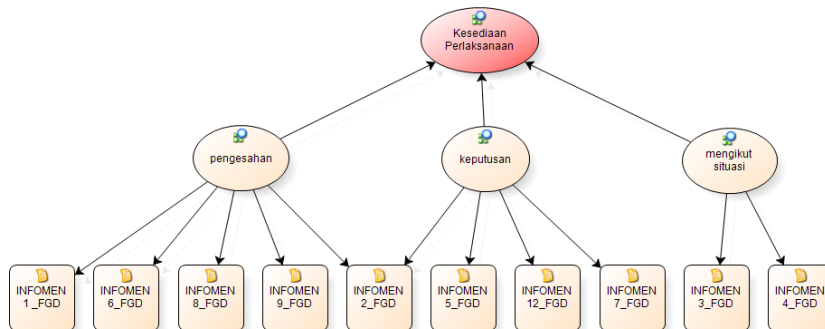 Kesediaan
Perlaksanaan
pengesahan
keputusan
mengikut
situasi
INFOMEN
1_FGD
INFOMEN
6_FGD
INFOMEN
8_FGD
INFOMEN
9_FGD
INFOMEN
2_FGD
INFOMEN
5_FGD
INFOMEN
12_FGD
INFOMEN
7_FGD
INFOMEN
3_FGD
INFOMEN
4_FGD